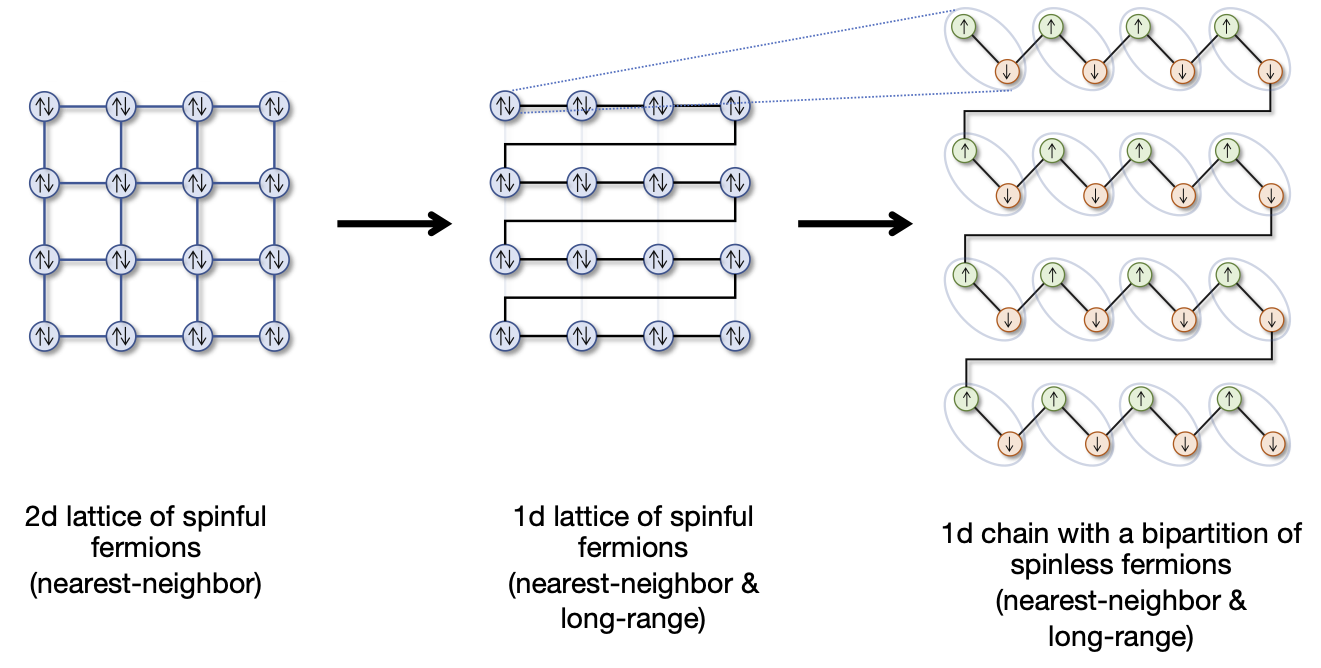 ↑ ↑ ↑ ↑
↓ ↓ ↓ ↓
↑↓ ↑↓ ↑↓ ↑↓ ↑↓ ↑↓ ↑↓ ↑↓
↑ ↑ ↑ ↑
↑↓ ↑↓ ↑↓ ↑↓ ↑↓ ↑↓ ↑↓ ↑↓
↓ ↓ ↓ ↓
↑↓ ↑↓ ↑↓ ↑↓ ↑↓ ↑↓ ↑↓ ↑↓
↑ ↑ ↑ ↑
↓ ↓ ↓ ↓
↑↓ ↑↓ ↑↓ ↑↓ ↑↓ ↑↓ ↑↓ ↑↓
↑ ↑ ↑ ↑
↓ ↓ ↓ ↓
2d lattice of spinful
fermions
(nearest-neighbor)
1d lattice of spinful
fermions
(nearest-neighbor &
long-range)
1d chain with a bipartition of
spinless fermions
(nearest-neighbor &
long-range)